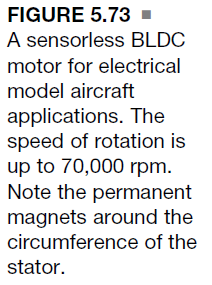 FIGURE 5.73 ■
A sensorless BLDC
motor for electrical
model aircraft
applications. The
speed of rotation is
up to 70,000 rpm.
Note the permanent
magnets around the
circumference of the
stator.